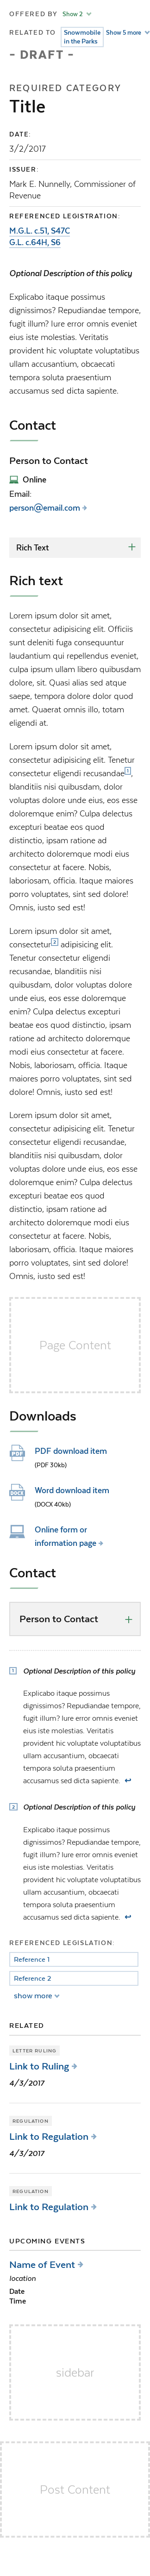 OFFERED BY Show 2
RELATED TO Snowmobile in the Parks Show 5 more
- DRAFT -
REQUIRED CATEGORY
Title
DATE:
3/2/2017
ISSUER:
Mark E. Nunnelly, Commissioner of
Revenue
REFERENCED LEGISTRATION:
M.G.L. c.51, S47C
G.L. c.64H, S6
Optional Description of this policy
Explicabo itaque possimus
dignissimos? Repudiandae tempore,
fugit illum? Iure error omnis eveniet
eius iste molestias. Veritatis
provident hic voluptate voluptatibus
ullam accusantium, obcaecati
tempora soluta praesentium
accusamus sed dicta sapiente.
Contact
Person to Contact
Online
Email:
person@email.com
Rich Text
Rich text
Lorem ipsum dolor sit amet,
consectetur adipisicing elit. Officiis
aut deleniti fuga non consequuntur
laudantium expedita repellendus eveniet,
culpa ipsum ullam libero quibusdam
dolore, sit. Quasi alias sed atque
saepe, tempora dolore dolor quod
amet. Quaerat omnis illo, totam
eligendi at.
Lorem ipsum dolor sit amet,
consectetur adipisicing elit. Tenetur
consectetur eligendi recusandae 1,
blanditiis nisi quibusdam, dolor
voluptas dolore unde eius, eos esse
doloremque enim? Culpa delectus
excepturi beatae eos quod
distinctio, ipsam ratione ad
architecto doloremque modi eius
consectetur at facere. Nobis,
laboriosam, officia. Itaque maiores
porro voluptates, sint sed dolore!
Omnis, iusto sed est!
Lorem ipsum dolor sit amet,
consectetur 2 adipisicing elit.
Tenetur consectetur eligendi
recusandae, blanditiis nisi
quibusdam, dolor voluptas dolore
unde eius, eos esse doloremque
enim? Culpa delectus excepturi
beatae eos quod distinctio, ipsam
ratione ad architecto doloremque
modi eius consectetur at facere.
Nobis, laboriosam, officia. Itaque
maiores porro voluptates, sint sed
dolore! Omnis, iusto sed est!
Lorem ipsum dolor sit amet,
consectetur adipisicing elit. Tenetur
consectetur eligendi recusandae,
blanditiis nisi quibusdam, dolor
voluptas dolore unde eius, eos esse
doloremque enim? Culpa delectus
excepturi beatae eos quod
distinctio, ipsam ratione ad
architecto doloremque modi eius
consectetur at facere. Nobis,
laboriosam, officia. Itaque maiores
porro voluptates, sint sed dolore!
Omnis, iusto sed est!
Page Content
Downloads
PDF
PDF download item
(PDF 30kb)
DOCX
Word download item
(DOCX 40kb)
Online form or
information page
Contact
Person to Contact
1 Optional Description of this policy
Explicabo itaque possimus
dignissimos? Repudiandae tempore,
fugit illum? Iure error omnis eveniet
eius iste molestias. Veritatis
provident hic voluptate voluptatibus
ullam accusantium, obcaecati
tempora soluta praesentium
accusamus sed dicta sapiente.
2 Optional Description of this policy
Explicabo itaque possimus
dignissimos? Repudiandae tempore,
fugit illum? Iure error omnis eveniet
eius iste molestias. Veritatis
provident hic voluptate voluptatibus
ullam accusantium, obcaecati
tempora soluta praesentium
accusamus sed dicta sapiente.
REFERENCED LEGISLATION:
Reference 1
Reference 2
show more
RELATED
LETTER RULING
Link to Ruling
4/3/2017
REGULATION
Link to Regulation
4/3/2017
REGULATION
Link to Regulation
UPCOMING EVENTS
Name of Event
location
Date
Time
sidebar
Post Content